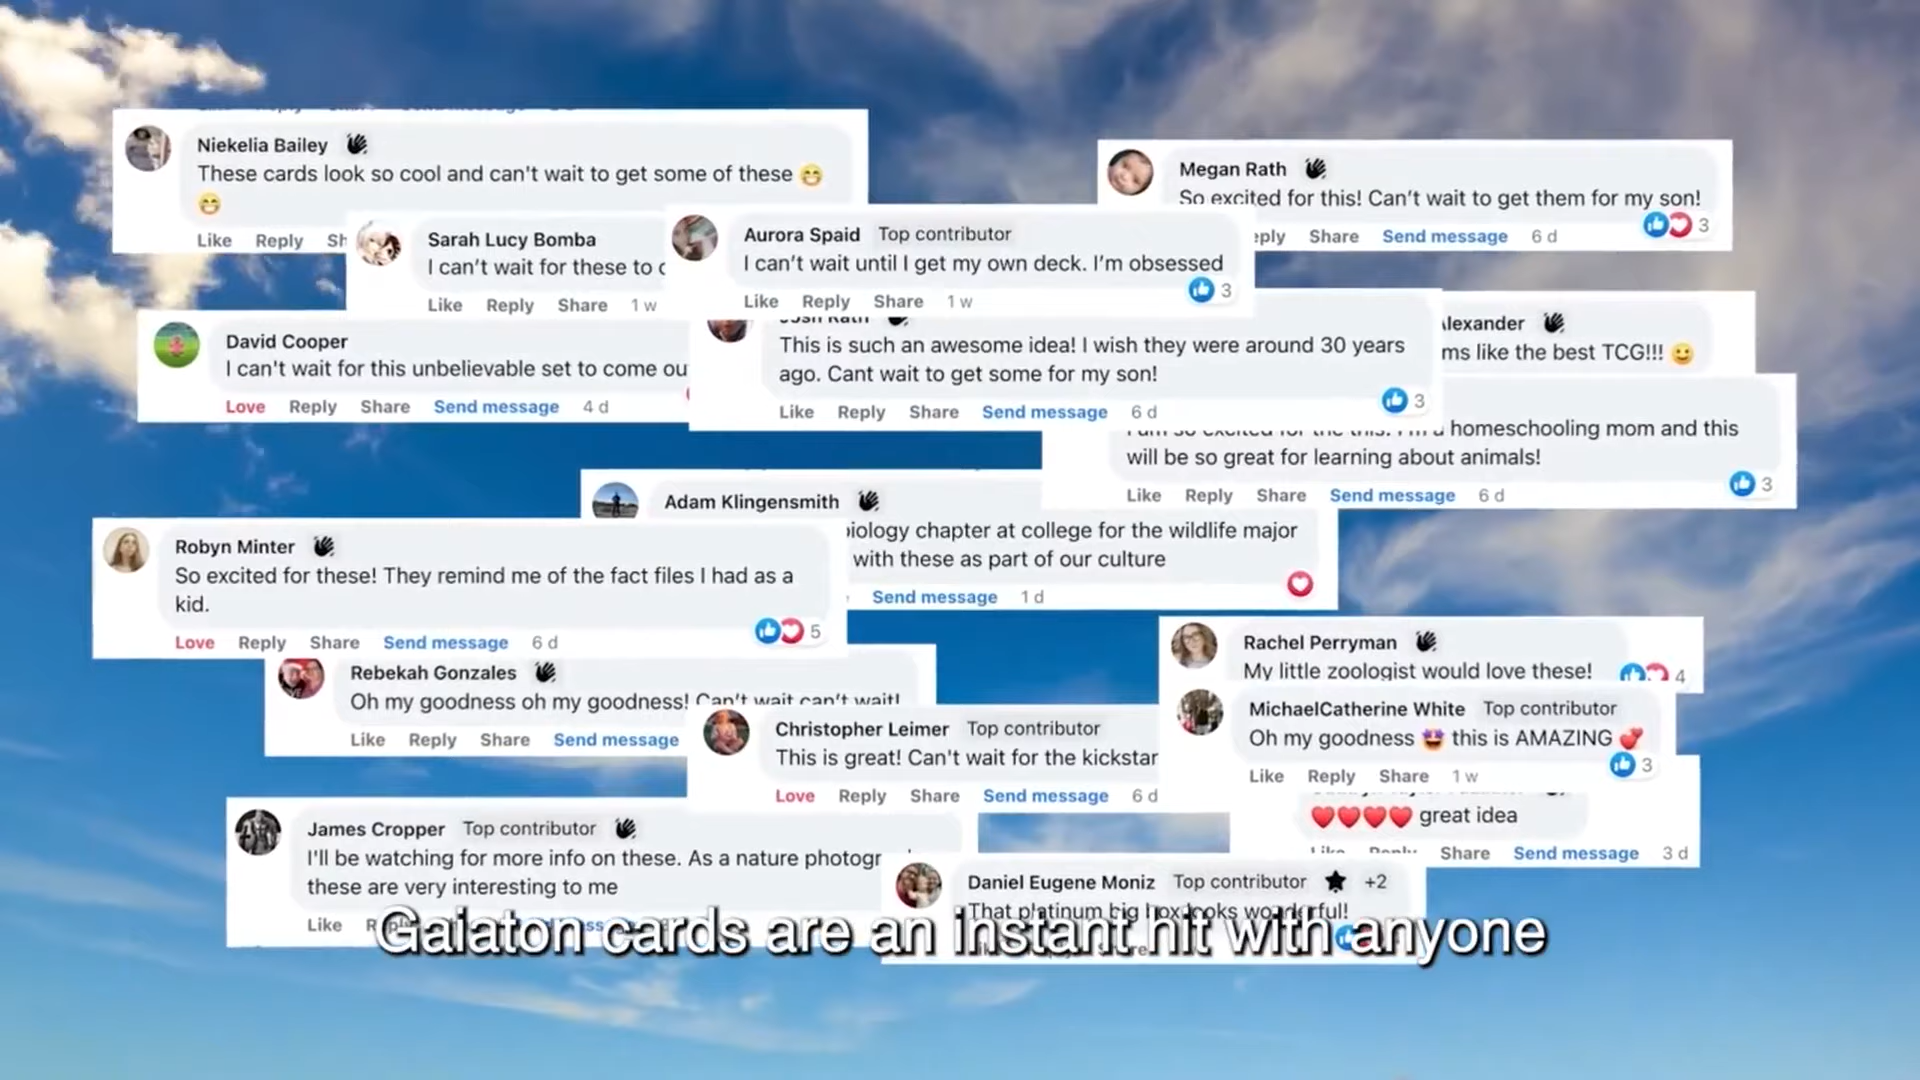 Niekelia Bailey
These cards look so cool and can't wait to get some of these 😁
😁
Like Reply Sh
Megan Rath
So excited for this! Can't wait to get them for my son!
Share Send message 6 d
3
Sarah Lucy Bomba
I can't wait for these to
Like Reply Share 1 w
Aurora Spaid Top contributor
I can't wait until I get my own deck. I'm obsessed
Like Reply Share 1 w
3
David Cooper
I can't wait for this unbelievable set to come ou
Love Reply Share Send message 4 d
This is such an awesome idea! I wish they were around 30 years
ago. Cant wait to get some for my son!
Like Reply Share Send message 6 d
3
lexander
ms like the best TCG!!! 😃
homeschooling mom and this
will be so great for learning about animals!
Like Reply Share Send message 6 d
3
Adam Klingensmith
iology chapter at college for the wildlife major
with these as part of our culture
Send message 1 d
Robyn Minter
So excited for these! They remind me of the fact files I had as a
kid.
Love Reply Share Send message 6 d
5
Rebekah Gonzales
Oh my goodness oh my goodness! Can't wait can't wait!
Like Reply Share Send message
Rachel Perryman
My little zoologist would love these!
4
MichaelCatherine White Top contributor
Oh my goodness 🤩 this is AMAZING 💕
Like Reply Share 1 w
3
Christopher Leimer Top contributor
This is great! Can't wait for the kickstar
Love Reply Share Send message 6 d
❤️❤️❤️❤️ great idea
Like Reply Share Send message 3 d
James Cropper Top contributor
I'll be watching for more info on these. As a nature photogr
these are very interesting to me
Like
Daniel Eugene Moniz Top contributor +2
That platinum big box looks wonderful!
Gaiaton cards are an instant hit with anyone